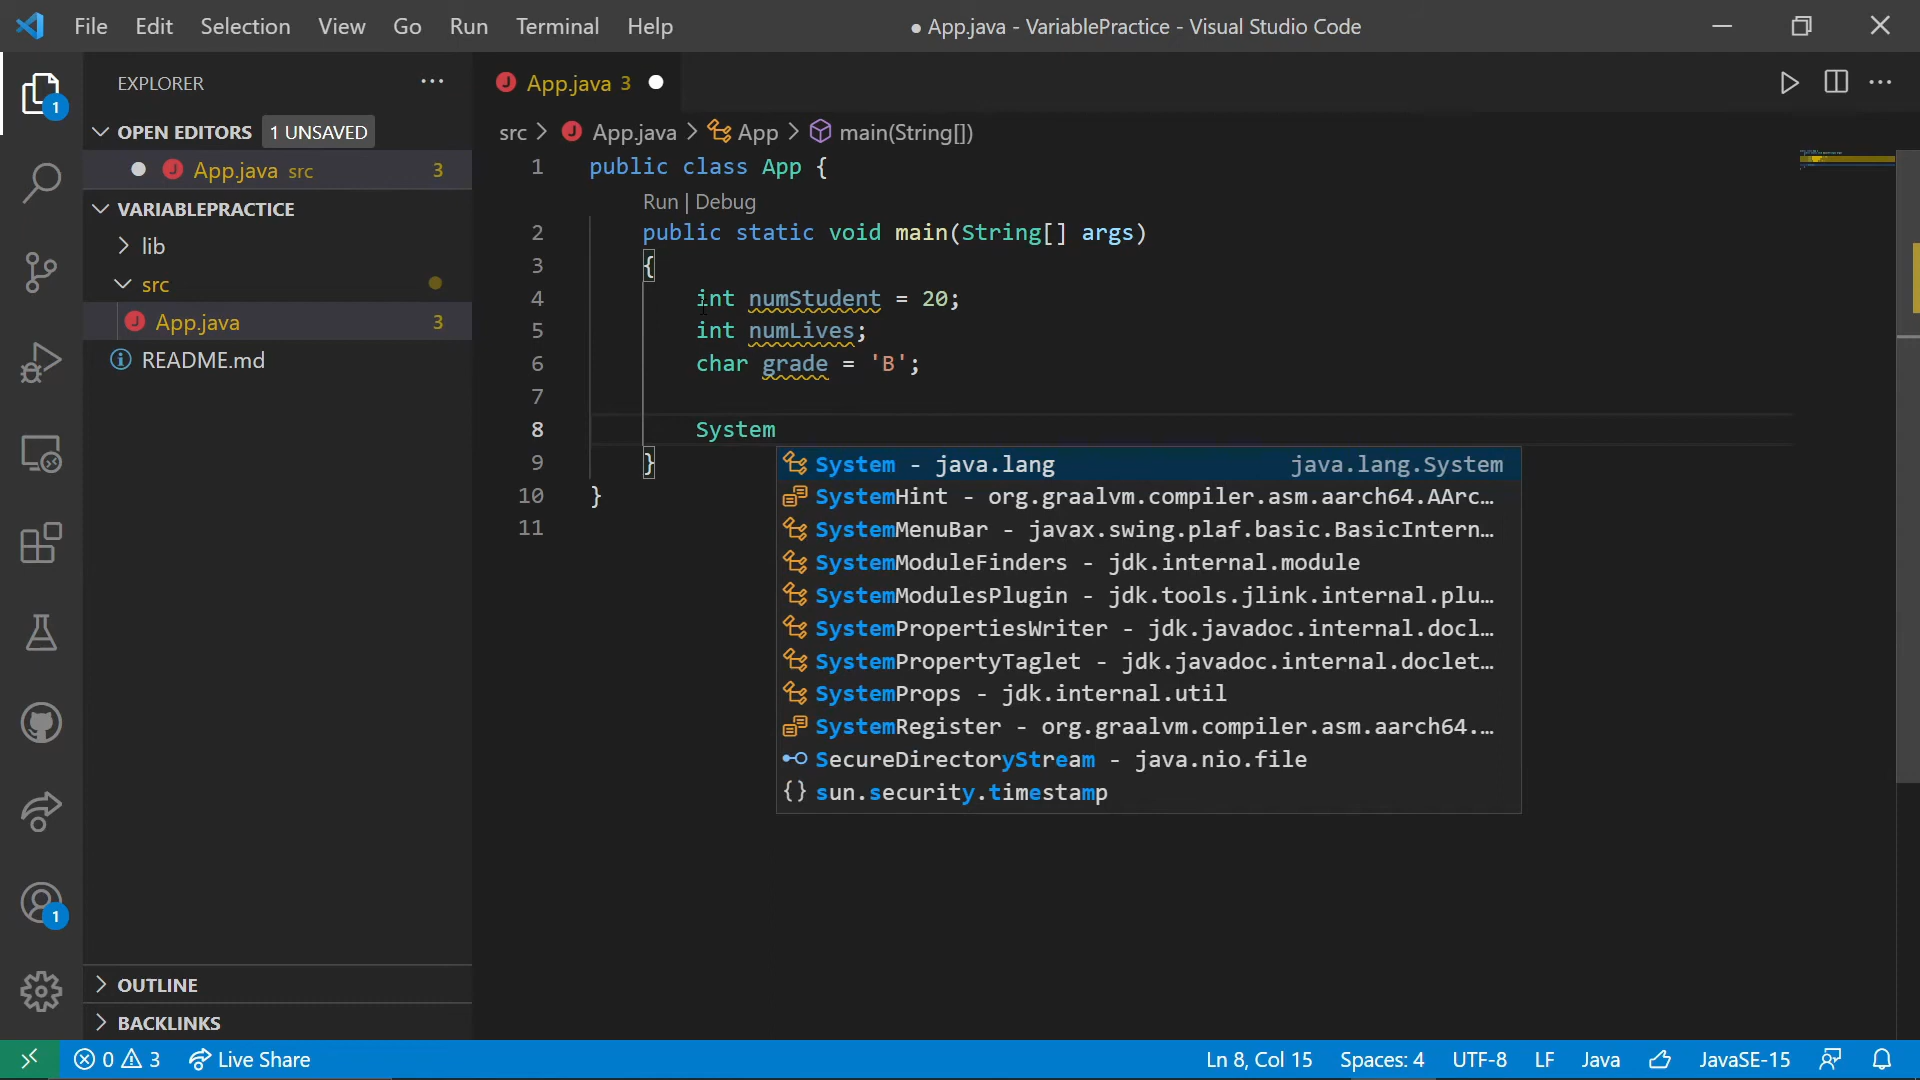 File Edit Selection View Go Run Terminal Help
● App.java - VariablePractice - Visual Studio Code
1
1
EXPLORER
OPEN EDITORS 1 UNSAVED
App.java src 3
VARIABLEPRACTICE
lib
src
App.java 3
README.md
OUTLINE
BACKLINKS
App.java 3
src > App.java > App > main(String[])
1 public class App {
Run | Debug
2 public static void main(String[] args)
3 {
4 int numStudent = 20;
5 int numLives;
6 char grade = 'B';
7
8 System
9 }
10 }
11
System - java.lang java.lang.System
SystemHint - org.graalvm.compiler.asm.aarch64.AArc...
SystemMenuBar - javax.swing.plaf.basic.BasicIntern...
SystemModuleFinders - jdk.internal.module
SystemModulesPlugin - jdk.tools.jlink.internal.plu...
SystemPropertiesWriter - jdk.javadoc.internal.docl...
SystemPropertyTaglet - jdk.javadoc.internal.doclet...
SystemProps - jdk.internal.util
SystemRegister - org.graalvm.compiler.asm.aarch64....
SecureDirectoryStream - java.nio.file
{} sun.security.timestamp
0 3 Live Share Ln 8, Col 15 Spaces: 4 UTF-8 LF Java JavaSE-15